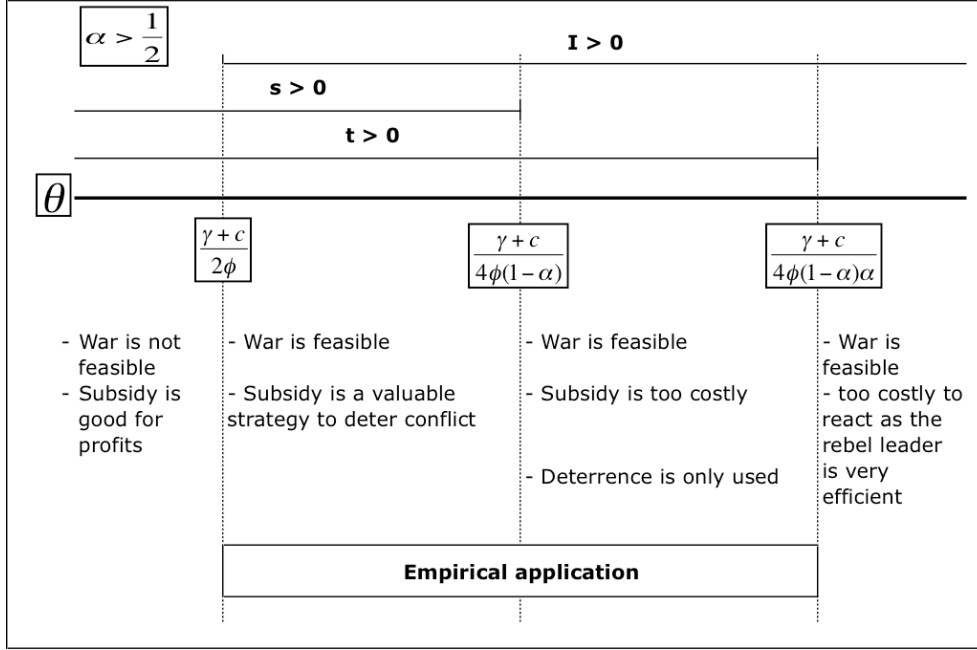 α > 1/2
I > 0
s > 0
t > 0
θ
γ + c / 2ϕ
γ + c / 4ϕ(1 − α)
γ + c / 4ϕ(1 − α)α
- War is not
feasible
- Subsidy is
good for
profits
- War is feasible
- Subsidy is a valuable
strategy to deter conflict
- War is feasible
- Subsidy is too costly
- Deterrence is only used
- War is
feasible
- too costly to
react as the
rebel leader
is very
efficient
Empirical application